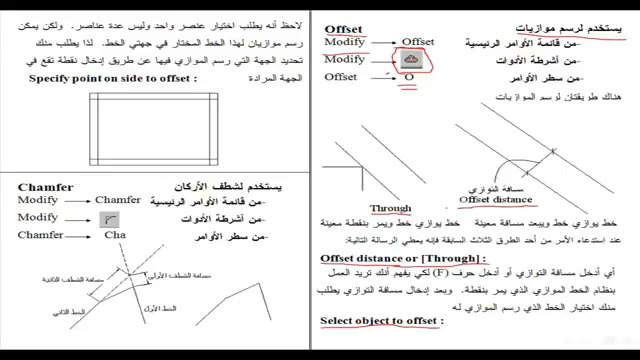 Offset
يستخدم لرسم موازيات
Modify Offset
-من قائمة الأوامر الرئيسية
Modify
-من أشرطة الأدوات
Offset O
-من سطر الأوامر
هناك طريقتان لرسم الموازيات
مسافة التوازي
Offset distance
Through
خط يوازي خط ويبعد مسافة معينة
خط يوازي خط ويمر بنقطة معينة
عند استدعاء الأمر من أحد الطرق الثلاث السابقة فإنه يعطي الرسالة التالية:
Offset distance or [Through]:
أي أدخل مسافة التوازي أو أدخل حرف (F) لكي يفهم أنك تريد العمل
بنظام الخط الموازي الذي يمر بنقطة. وبعد إدخال مسافة التوازي يطلب
منك اختيار الخط الذي رسم الموازي له
Select object to offset :
لاحظ أنه يطلب اختيار عنصر واحد وليس عدة عناصر. ولكن يمكن
رسم موازيان لهذا الخط المختار في جهتي الخط. لذا يطلب منك
تحديد الجهة التي رسم الموازي فيها عن طريق إدخال نقطة تقع في
الجهة المرادة
Specify point on side to offset :
Chamfer
يستخدم لشطف الأركان
Modify Chamfer
-من قائمة الأوامر الرئيسية
Modify
-من أشرطة الأدوات
Chamfer Cha
-من سطر الأوامر
مسافة الشطف الثانية
مسافة الشطف الأولى
الخط الثاني
الخط الأول